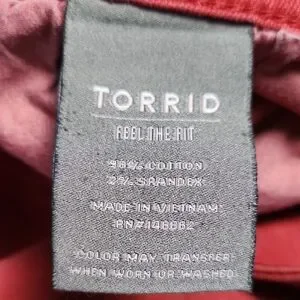 TORRID
FEEL THE FIT
98% COTTON
2% SPANDEX
MADE IN VIETNAM
COLOR MAY TRANSFER
WHEN WORN OR WASHED